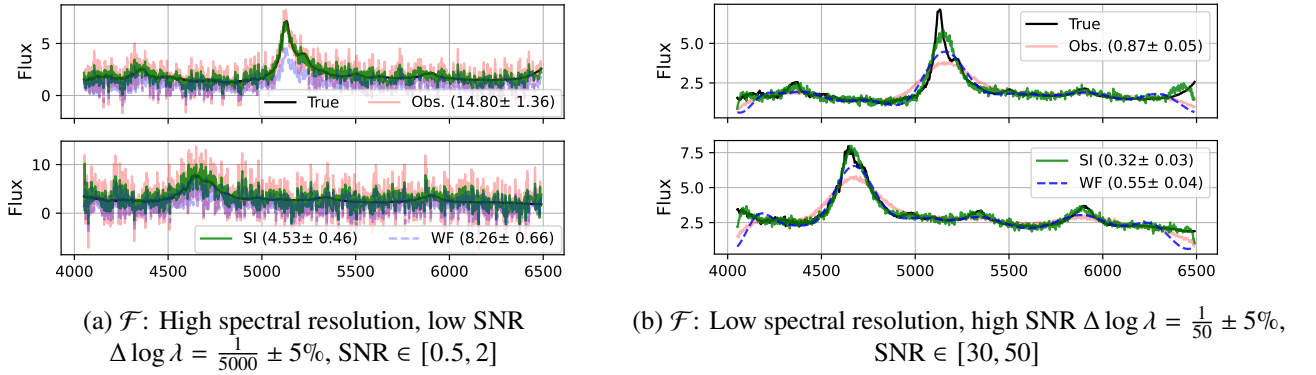 Flux
5
0
True
Obs. (14.80± 1.36)
Flux
10
0
SI (4.53± 0.46)
WF (8.26± 0.66)
4000 4500 5000 5500 6000 6500
(a) ℱ: High spectral resolution, low SNR
Δ log λ = 1/5000 ± 5%, SNR ∈ [0.5, 2]
Flux
5.0
2.5
True
Obs. (0.87± 0.05)
Flux
7.5
5.0
2.5
SI (0.32± 0.03)
WF (0.55± 0.04)
4000 4500 5000 5500 6000 6500
(b) ℱ: Low spectral resolution, high SNR Δ log λ = 1/50 ± 5%,
SNR ∈ [30, 50]